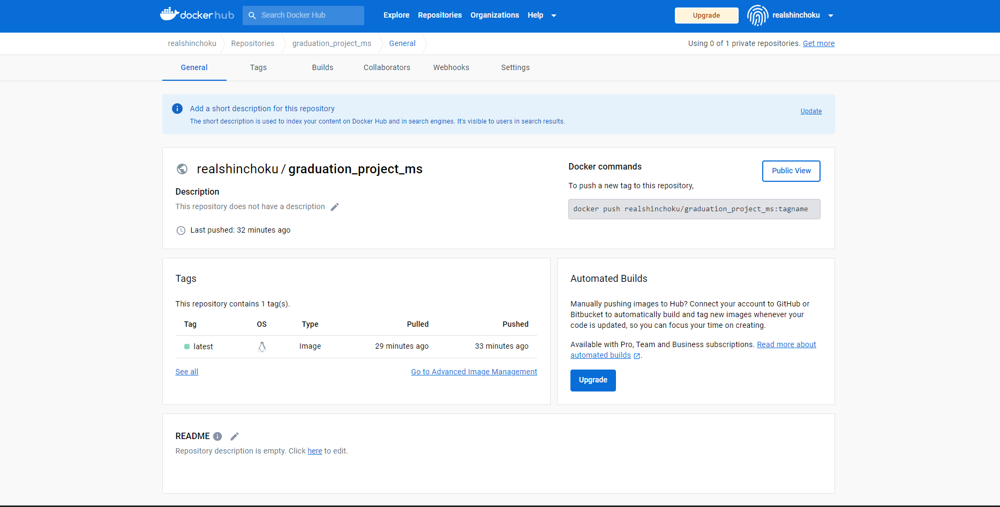 docker hub
Search Docker Hub
Explore Repositories Organizations Help
Upgrade
realshinchoku
realshinchoku Repositories graduation_project_ms General
Using 0 of 1 private repositories. Get more
General Tags Builds Collaborators Webhooks Settings
Add a short description for this repository
The short description is used to index your content on Docker Hub and in search engines. It's visible to users in search results.
Update
realshinchoku / graduation_project_ms
Description
This repository does not have a description
Last pushed: 32 minutes ago
Docker commands
Public View
To push a new tag to this repository,
docker push realshinchoku/graduation_project_ms:tagname
Tags
This repository contains 1 tag(s).
Tag OS Type Pulled Pushed
latest Image 29 minutes ago 33 minutes ago
See all Go to Advanced Image Management
Automated Builds
Manually pushing images to Hub? Connect your account to GitHub or
Bitbucket to automatically build and tag new images whenever your
code is updated, so you can focus your time on creating.
Available with Pro, Team and Business subscriptions. Read more about
automated builds.
Upgrade
README
Repository description is empty. Click here to edit.